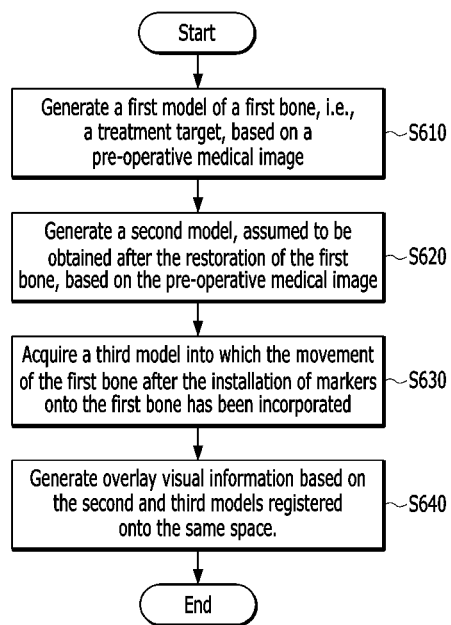 Start
Generate a first model of a first bone, i.e.,
a treatment target, based on a
pre-operative medical image
S610
Generate a second model, assumed to be
obtained after the restoration of the first
bone, based on the pre-operative medical image
S620
Acquire a third model into which the movement
of the first bone after the installation of markers
onto the first bone has been incorporated
S630
Generate overlay visual information based on
the second and third models registered
onto the same space.
S640
End